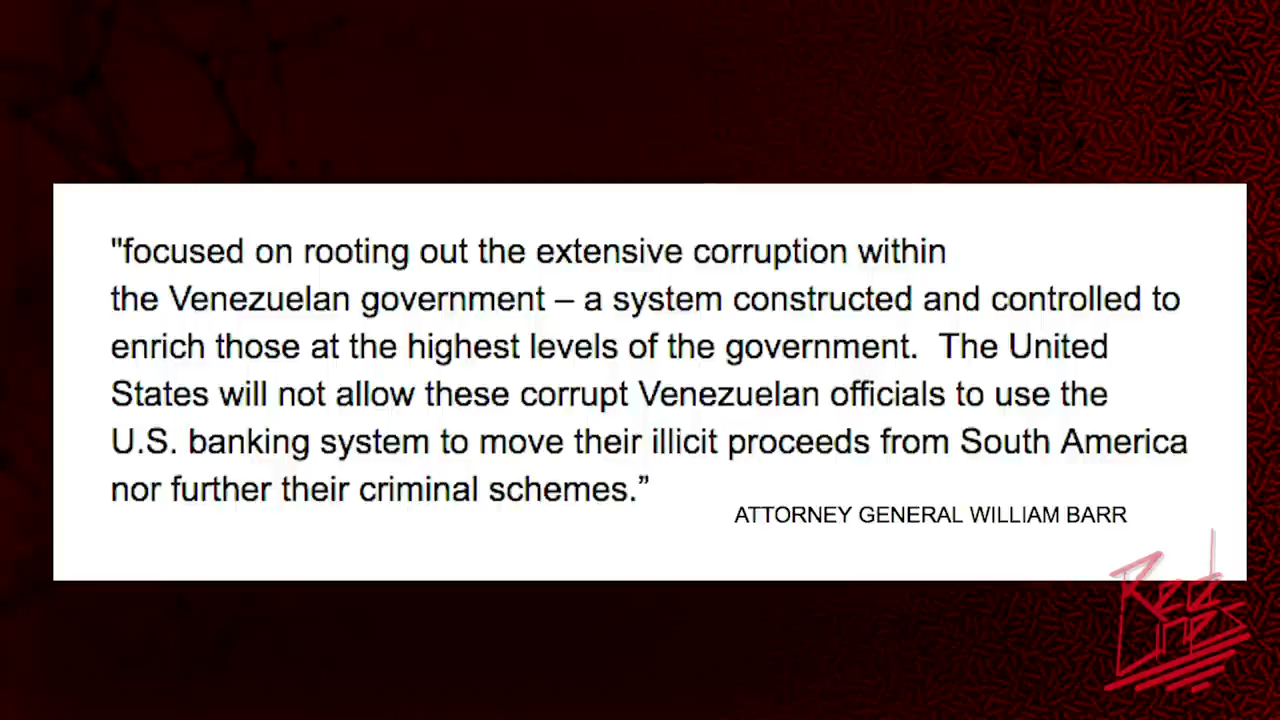 "focused on rooting out the extensive corruption within
the Venezuelan government – a system constructed and controlled to
enrich those at the highest levels of the government.  The United
States will not allow these corrupt Venezuelan officials to use the
U.S. banking system to move their illicit proceeds from South America
nor further their criminal schemes.”
ATTORNEY GENERAL WILLIAM BARR
Red
Lines